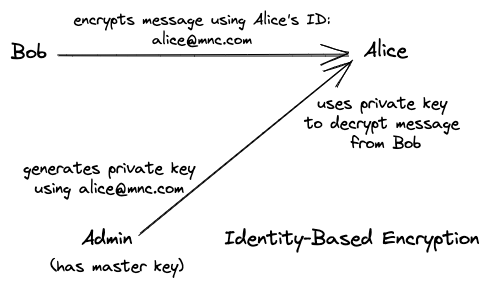 encrypts message using Alice's ID:
alice@mnc.com
Bob
Alice
uses private key
to decrypt message
from Bob
generates private key
using alice@mnc.com
Admin
(has master key)
Identity-Based Encryption